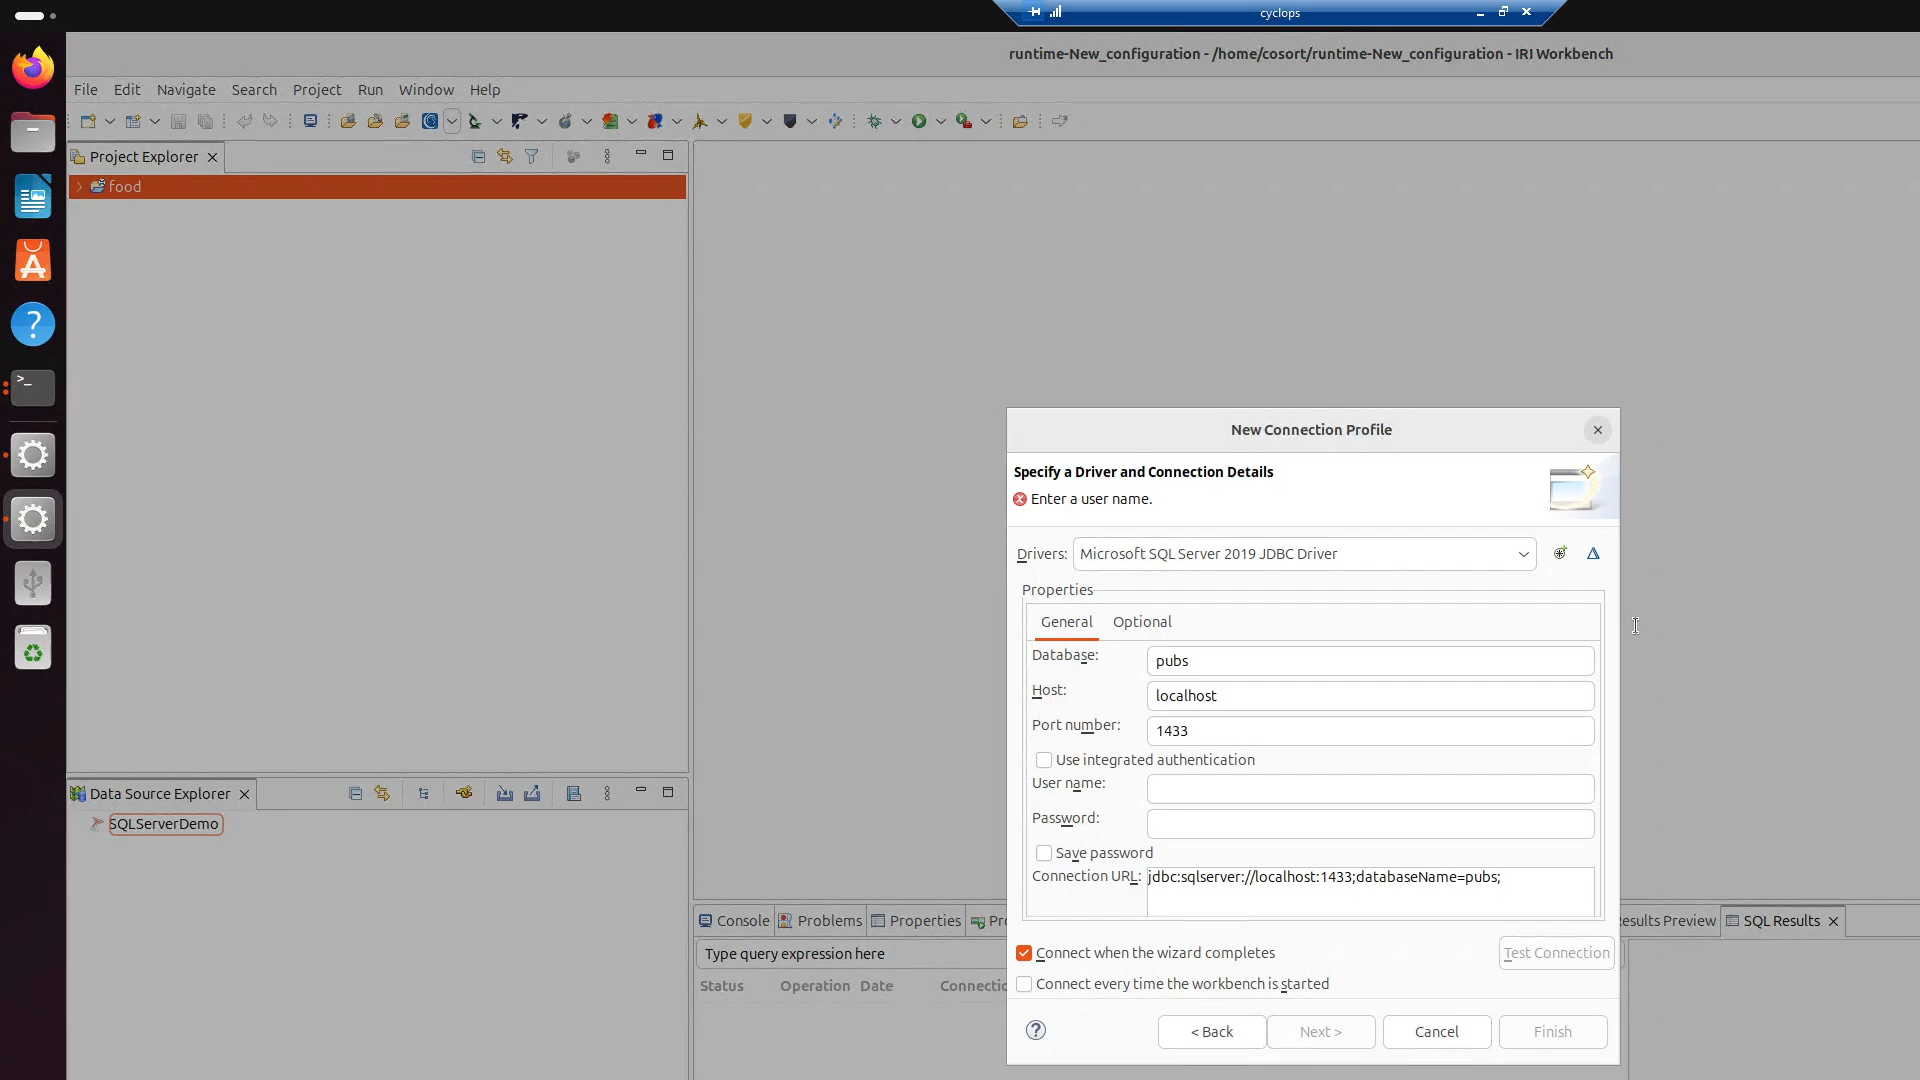 cyclops
runtime-New_configuration - /home/cosort/runtime-New_configuration - IRI Workbench
File Edit Navigate Search Project Run Window Help
Project Explorer
food
New Connection Profile
Specify a Driver and Connection Details
Enter a user name.
Drivers: Microsoft SQL Server 2019 JDBC Driver
Properties
General Optional
Database: pubs
Host: localhost
Port number: 1433
Use integrated authentication
User name:
Password:
Save password
Connection URL: jdbc:sqlserver://localhost:1433;databaseName=pubs;
Connect when the wizard completes
Test Connection
Connect every time the workbench is started
< Back Next > Cancel Finish
Data Source Explorer
SQLServerDemo
Console Problems Properties Pr
Results Preview SQL Results
Type query expression here
Status Operation Date Connectio